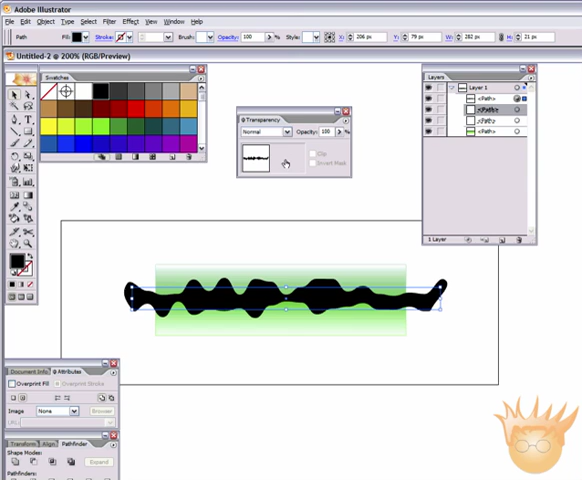 Adobe Illustrator
File Edit Object Type Select Filter Effect View Window Help
Path Fill: Stroke: Brush: Opacity: 100 % Style: X: 206 px Y: 79 px W: 282 px H: 21 px
Untitled-2 @ 200% (RGB/Preview)
Swatches
Layers
Layer 1
<Path>
<Path>
<Path>
<Path>
1 Layer
Transparency
Normal Opacity: 100 %
Clip
Invert Mask
Document Info Attributes
Overprint Fill Overprint Stroke
Image None Browser
URL:
Transform Align Pathfinder
Shape Modes:
Expand
Pathfinders: